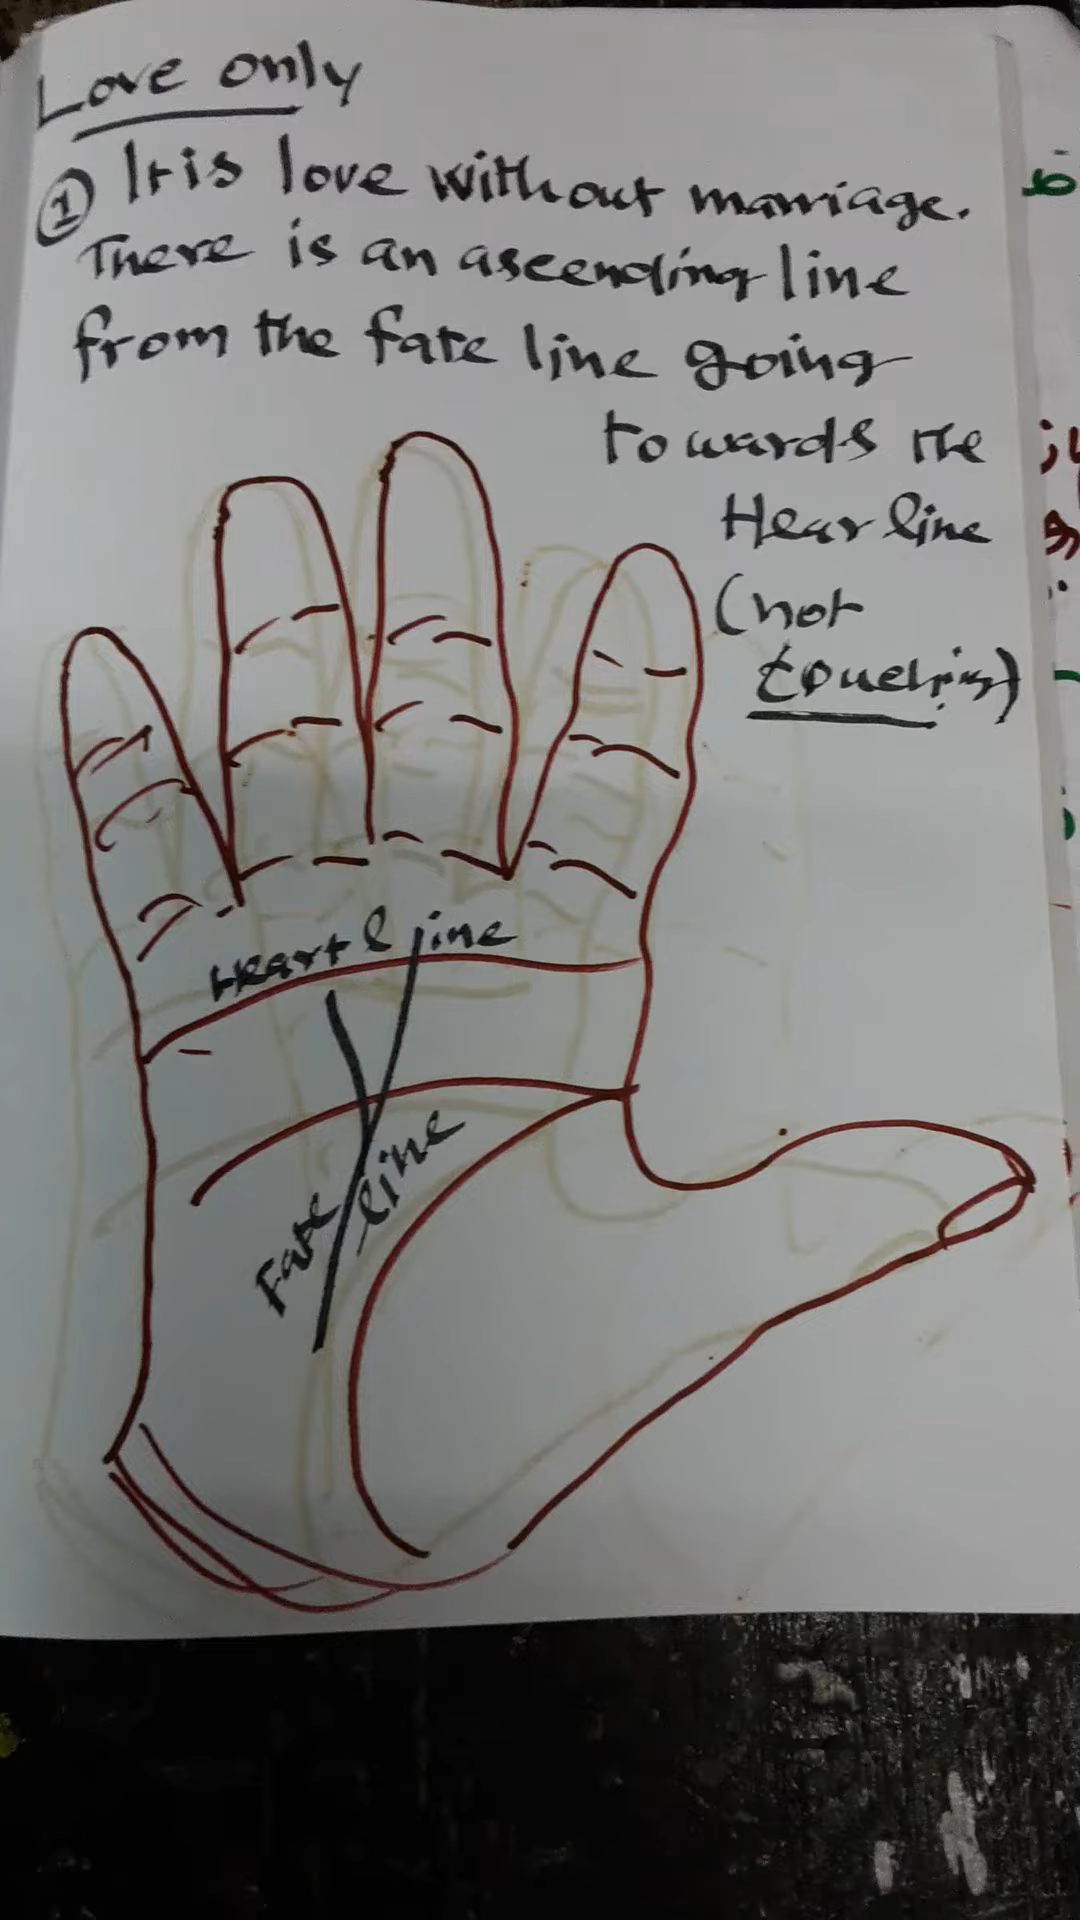 Love only
① It is love without marriage.
There is an ascending line
from the fate line going
towards the
Hear line
(not
touching)
Heart line
Fate line